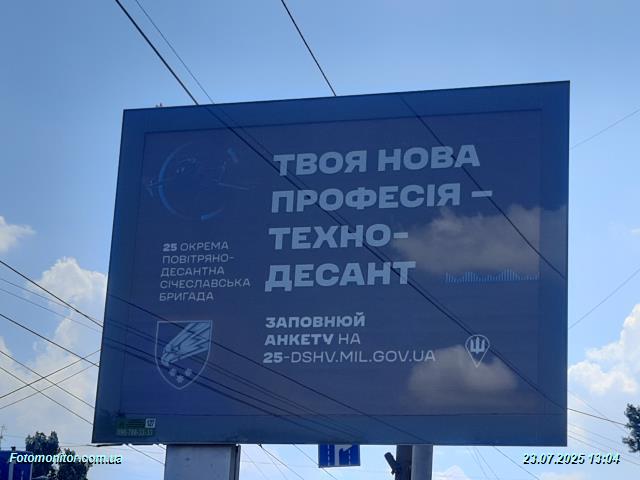 ТВОЯ НОВА
ПРОФЕСІЯ –
ТЕХНО-
ДЕСАНТ
25 ОКРЕМА
ПОВІТРЯНО-
ДЕСАНТНА
СІЧЕСЛАВСЬКА
БРИГАДА
ЗАПОВНЮЙ
АНКЕТУ НА
25-DSHV.MIL.GOV.UA
Fotomonitor.com.ua
23.07.2025 13:04